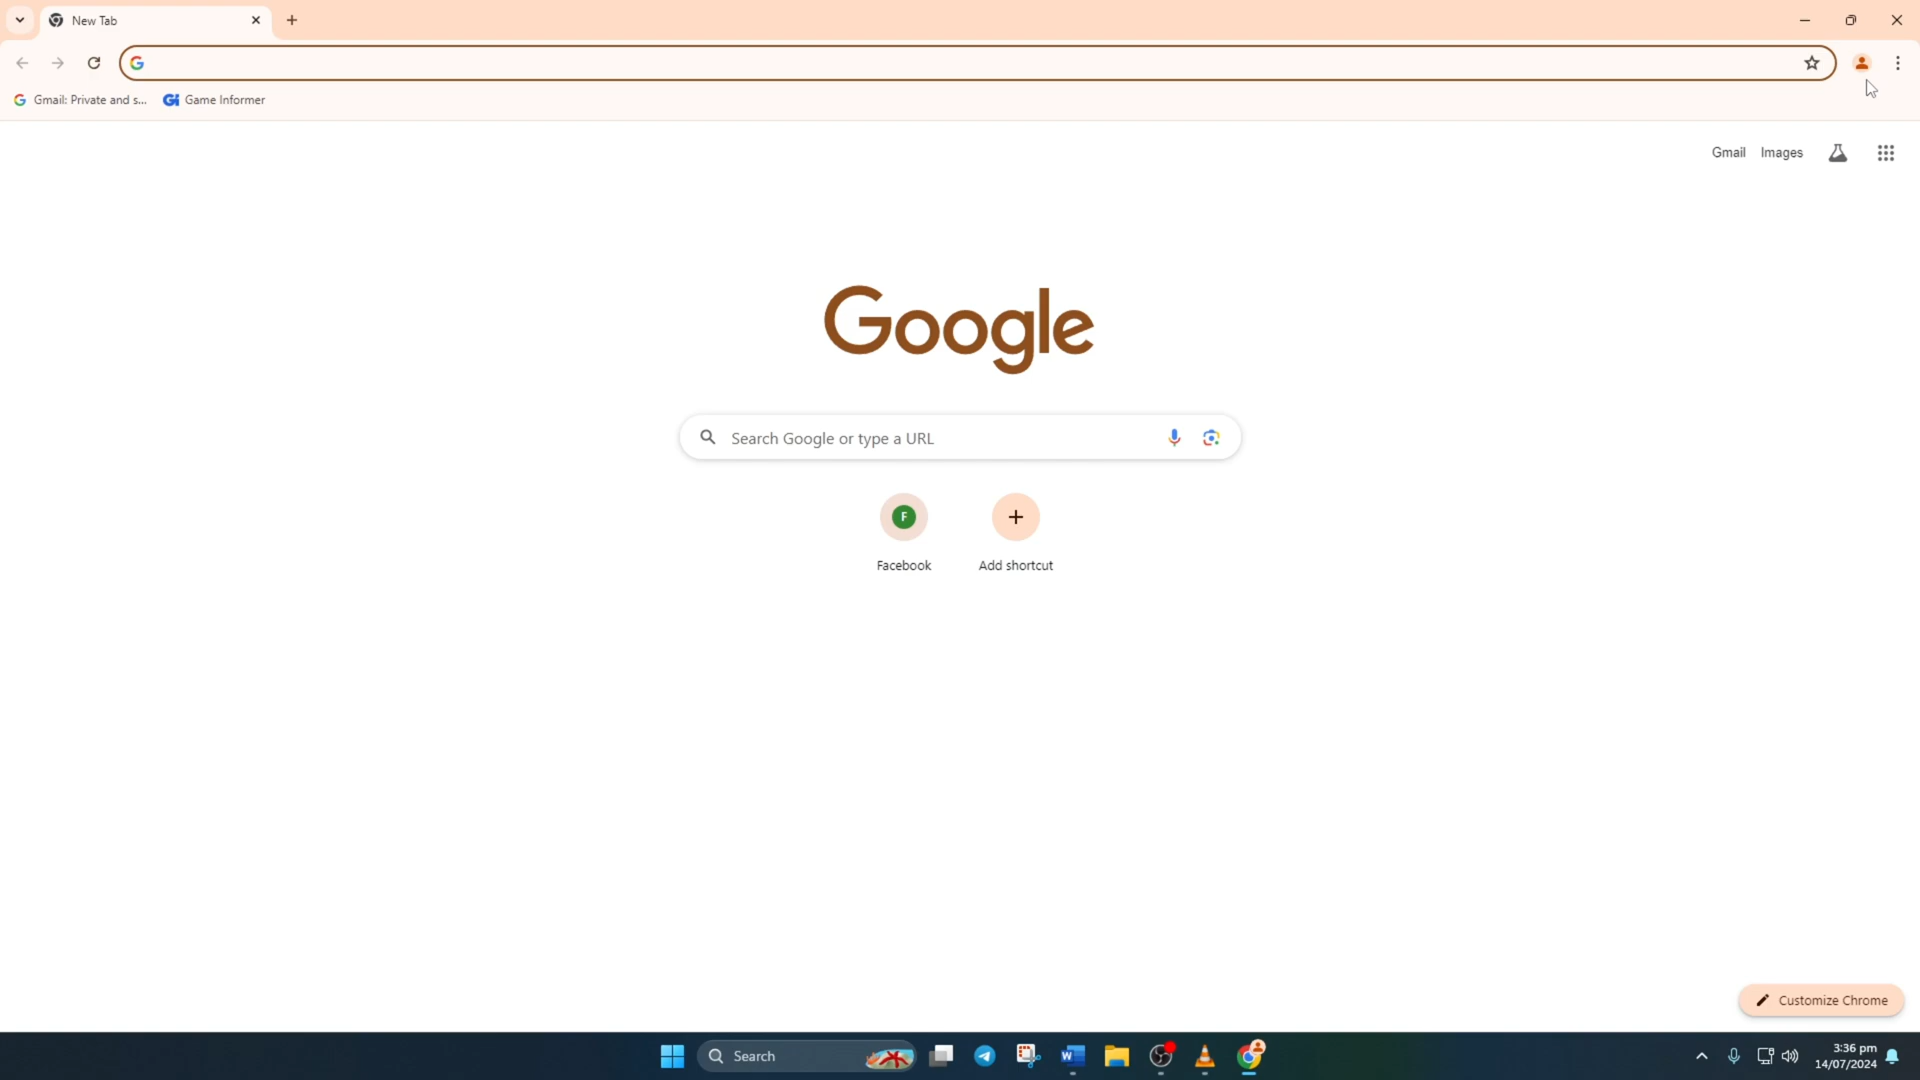 New Tab
Gmail: Private and s...
Game Informer
Gmail
Images
Google
Search Google or type a URL
F
Facebook
Add shortcut
Customize Chrome
Search
3:36 pm
14/07/2024